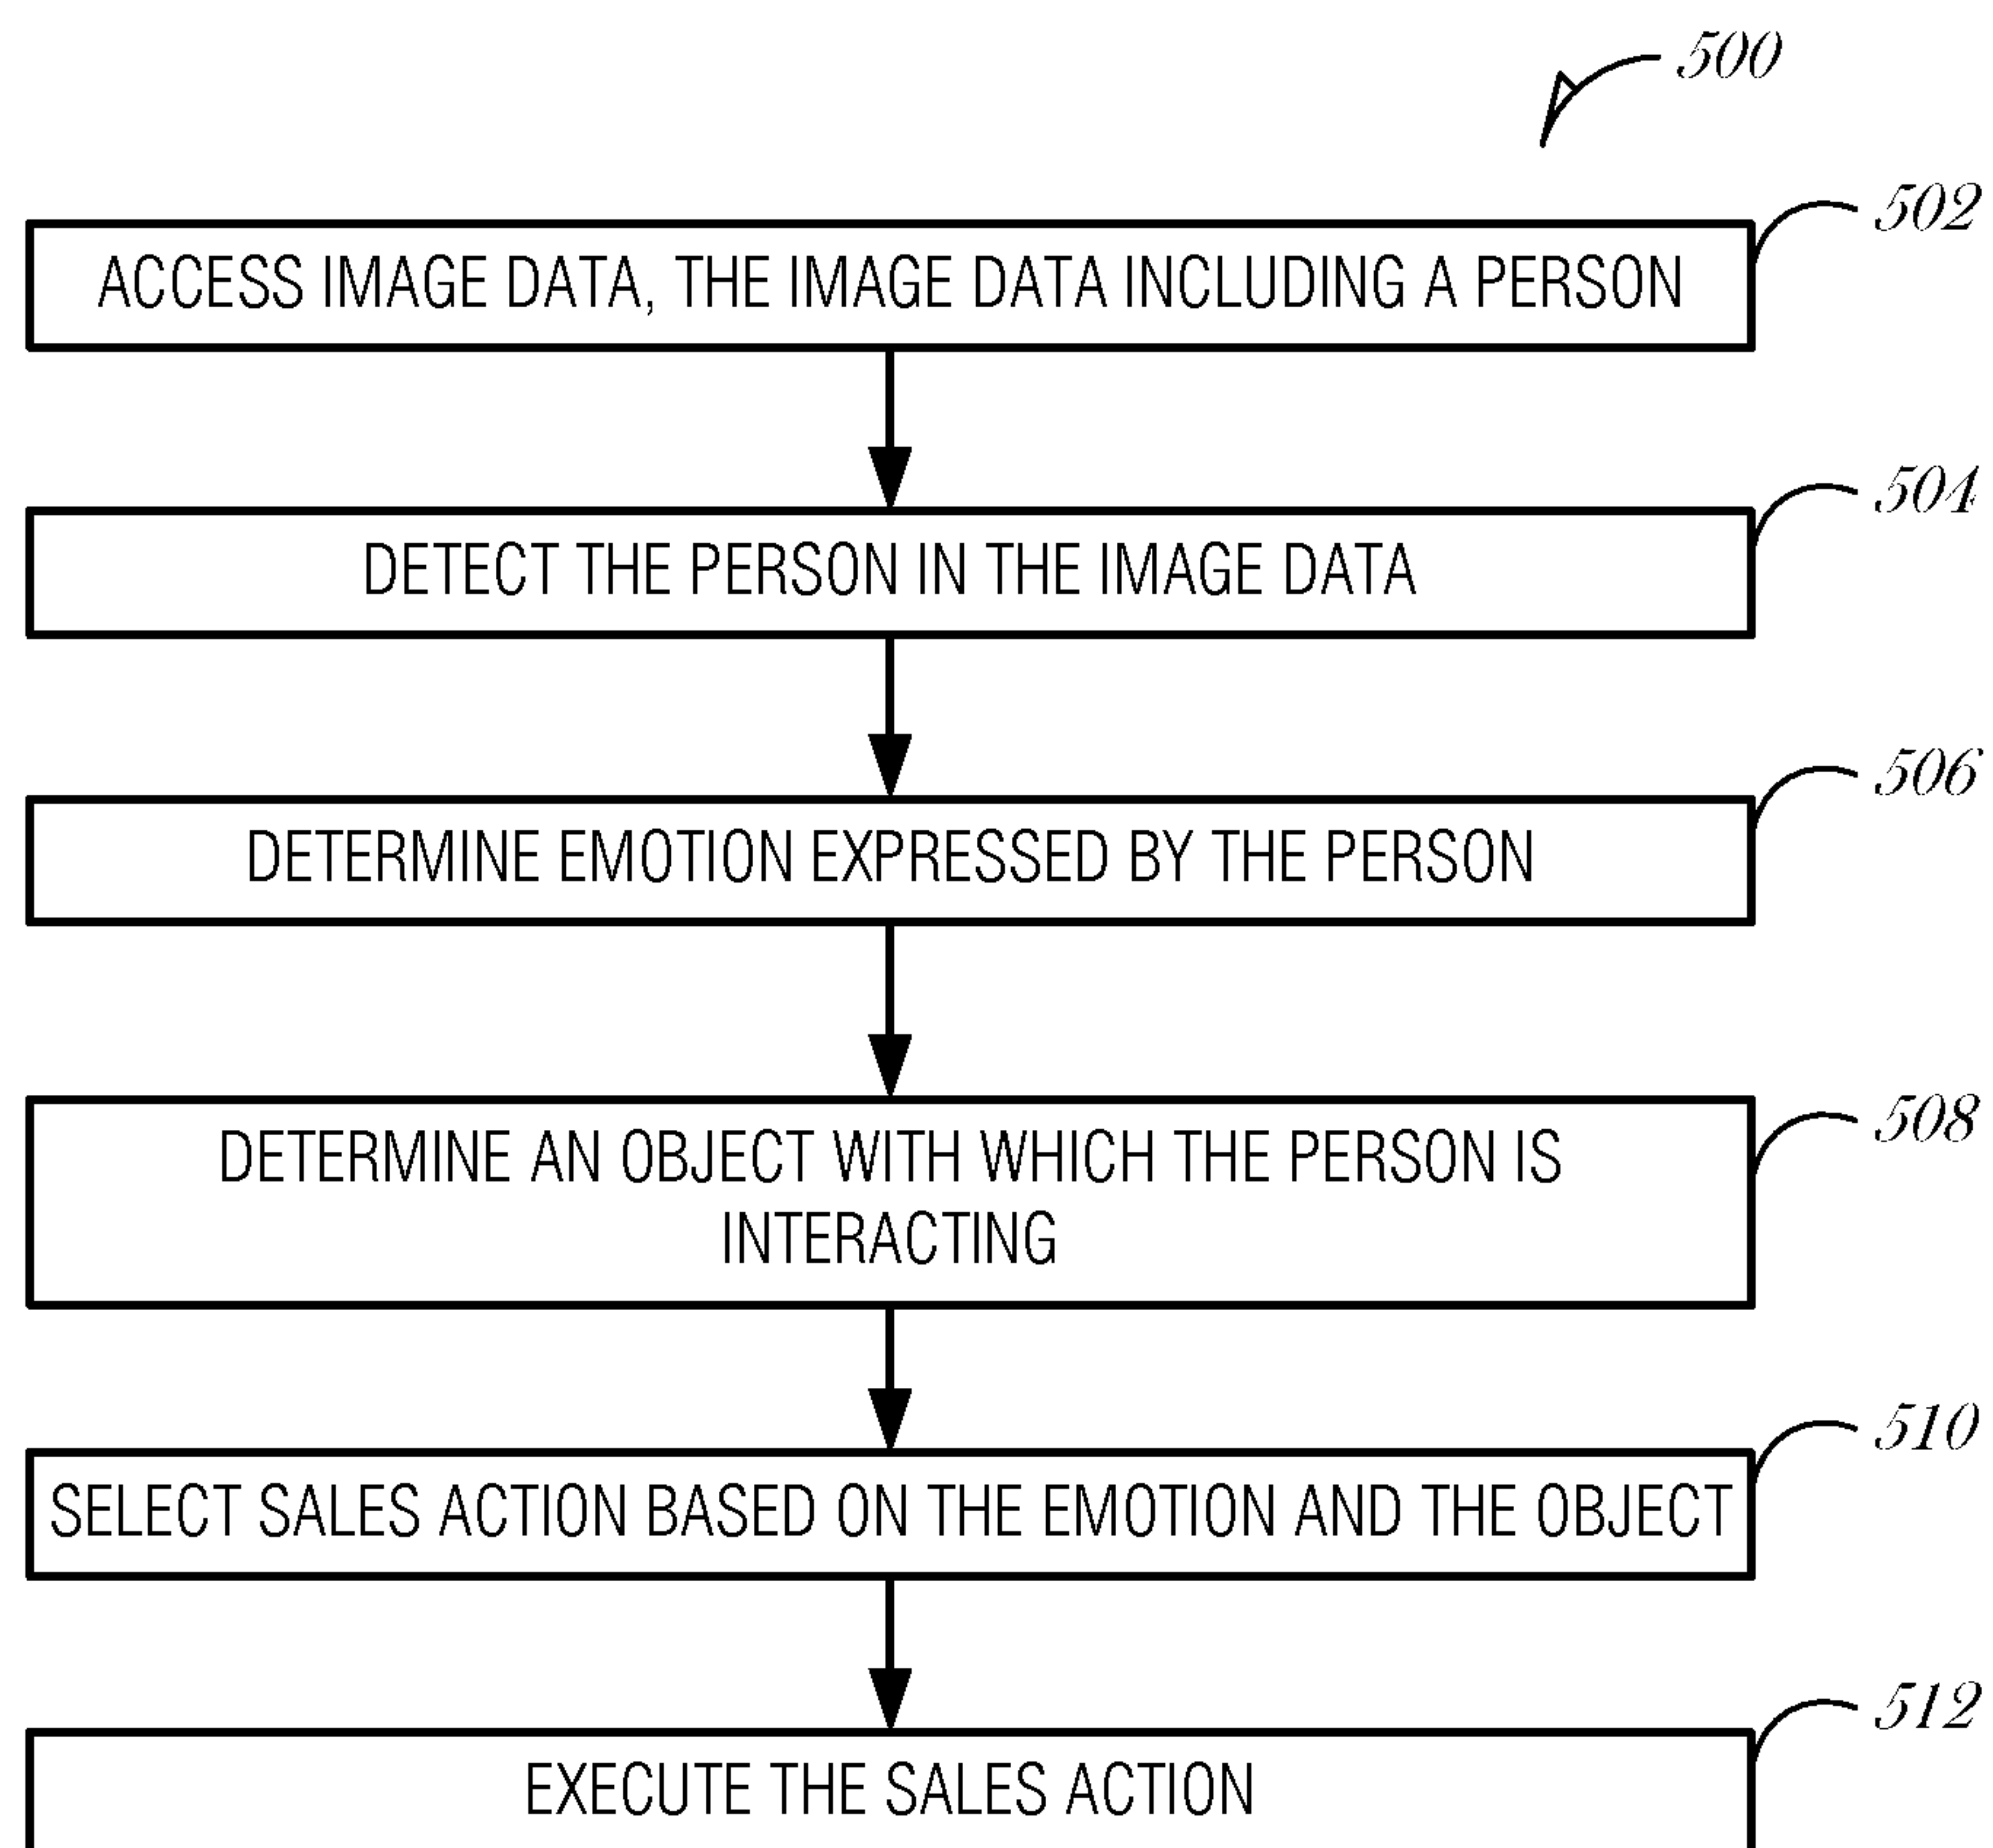 500
502
ACCESS IMAGE DATA, THE IMAGE DATA INCLUDING A PERSON
504
DETECT THE PERSON IN THE IMAGE DATA
506
DETERMINE EMOTION EXPRESSED BY THE PERSON
508
DETERMINE AN OBJECT WITH WHICH THE PERSON IS
INTERACTING
510
SELECT SALES ACTION BASED ON THE EMOTION AND THE OBJECT
512
EXECUTE THE SALES ACTION